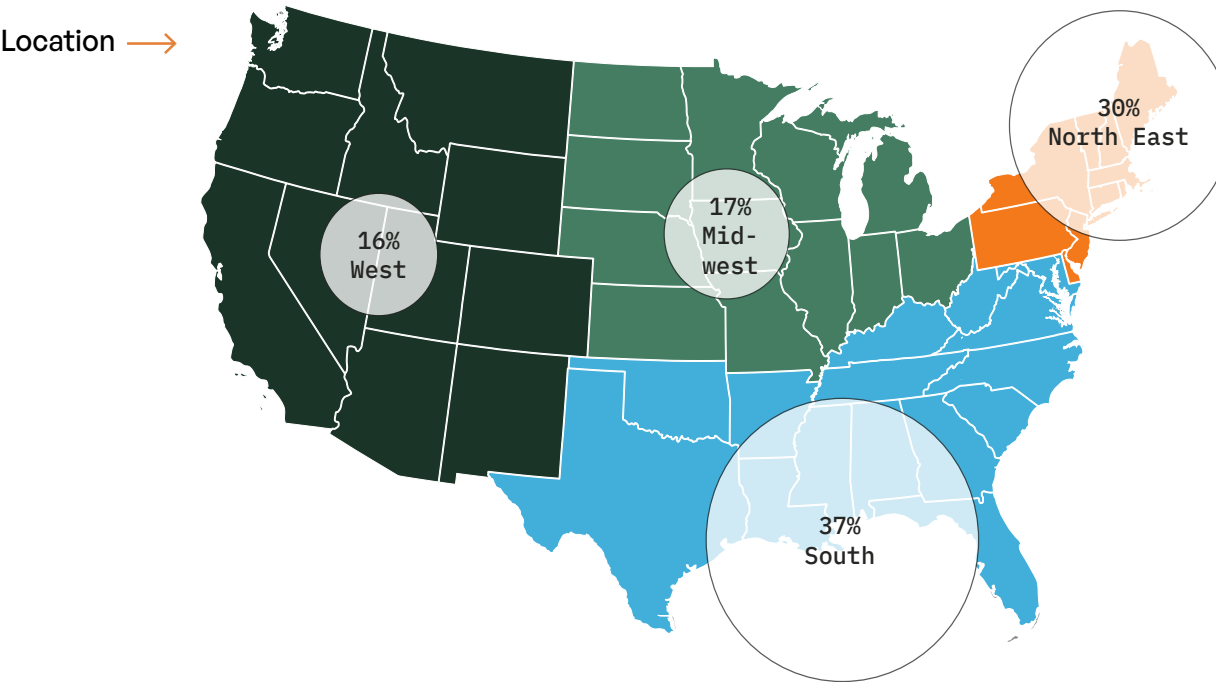 Location
30%
North East
17%
Mid-
west
16%
West
37%
South